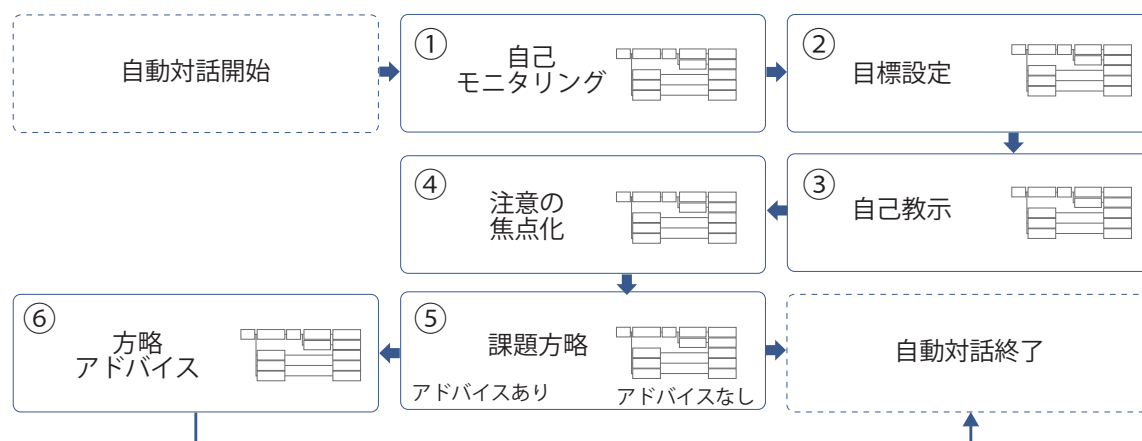 自動対話開始
①
自己
モニタリング
②
目標設定
③
自己教示
④
注意の
焦点化
⑤
課題方略
アドバイスあり
アドバイスなし
⑥
方略
アドバイス
自動対話終了